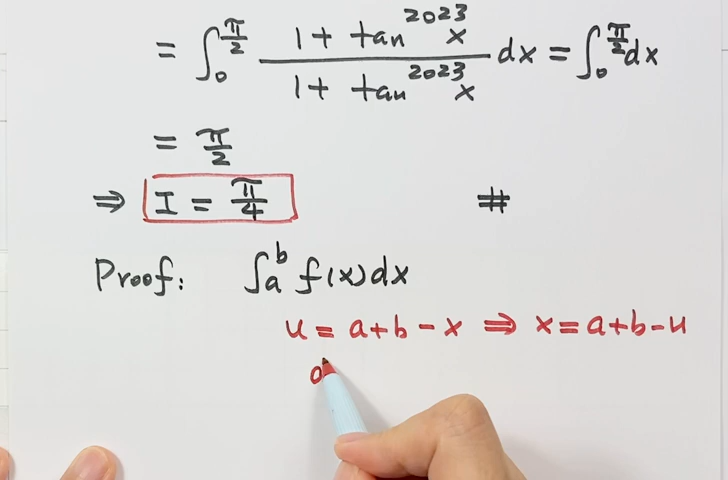 = ∫₀^{π/2} (1 + tan^{2023} x)/(1 + tan^{2023} x) dx = ∫₀^{π/2} dx
= π/2
⇒ I = π/4 #
Proof: ∫ₐᵇ f(x)dx
u = a+b-x ⇒ x = a+b-u